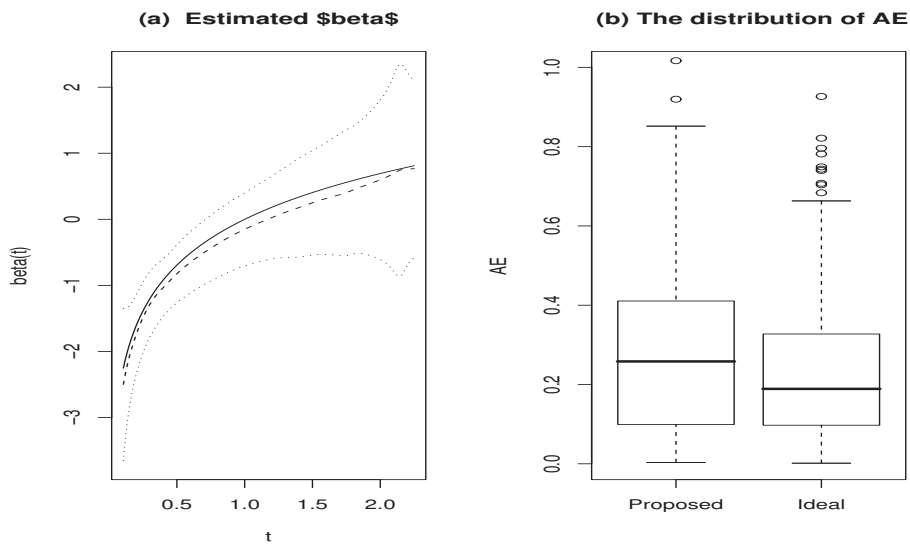 (a)  Estimated $beta$
beta(t)
2
1
0
-1
-2
-3
0.5
1.0
1.5
2.0
t
(b) The distribution of AE
AE
1.0
0.8
0.6
0.4
0.2
0.0
Proposed
Ideal